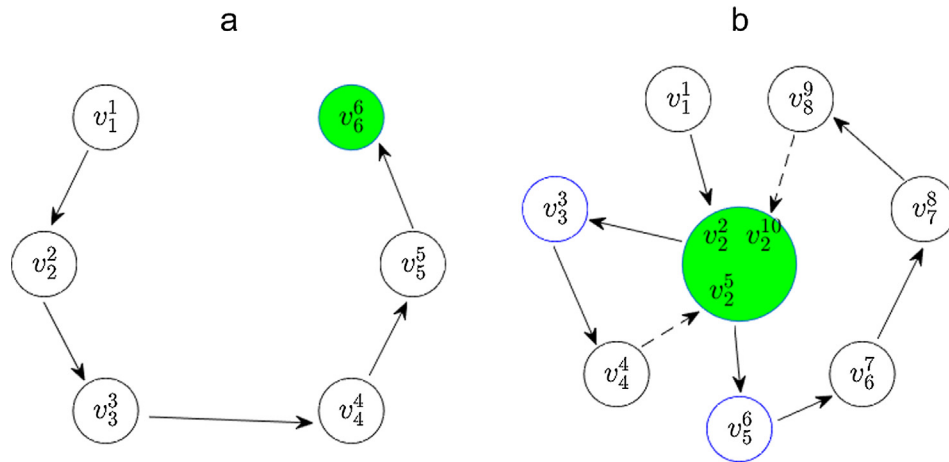 a
b
v_1^1
v_6^6
v_2^2
v_5^5
v_3^3
v_4^4
v_1^1
v_8^9
v_3^3
v_2^2 v_2^{10}
v_2^5
v_7^8
v_4^4
v_6^7
v_5^6